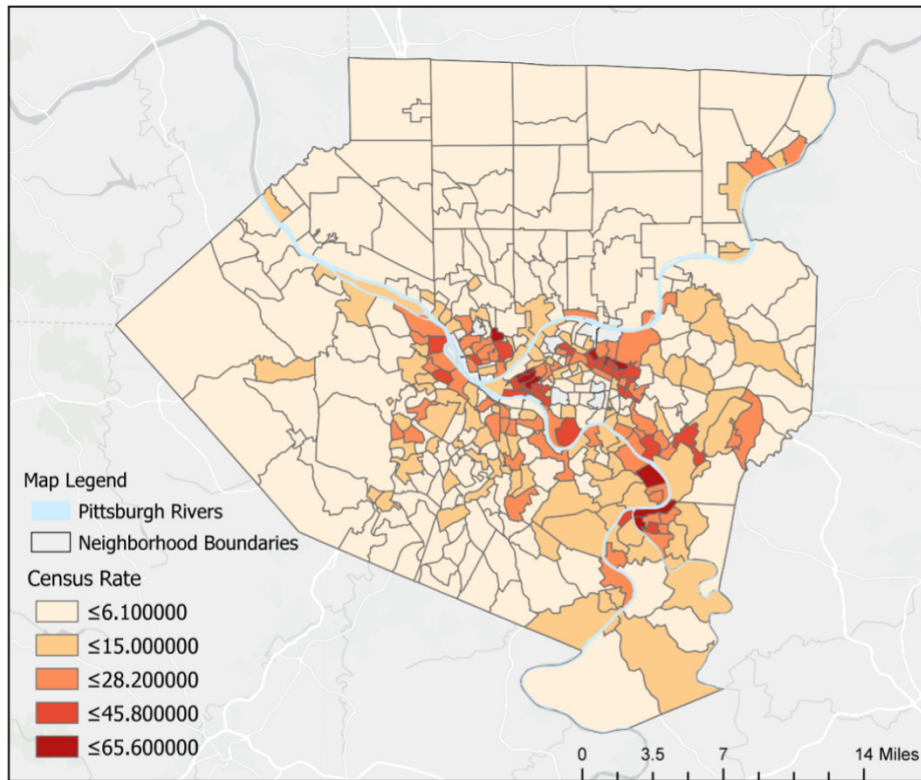 Map Legend
Pittsburgh Rivers
Neighborhood Boundaries
Census Rate
≤6.100000
≤15.000000
≤28.200000
≤45.800000
≤65.600000
0 3.5 7 14 Miles